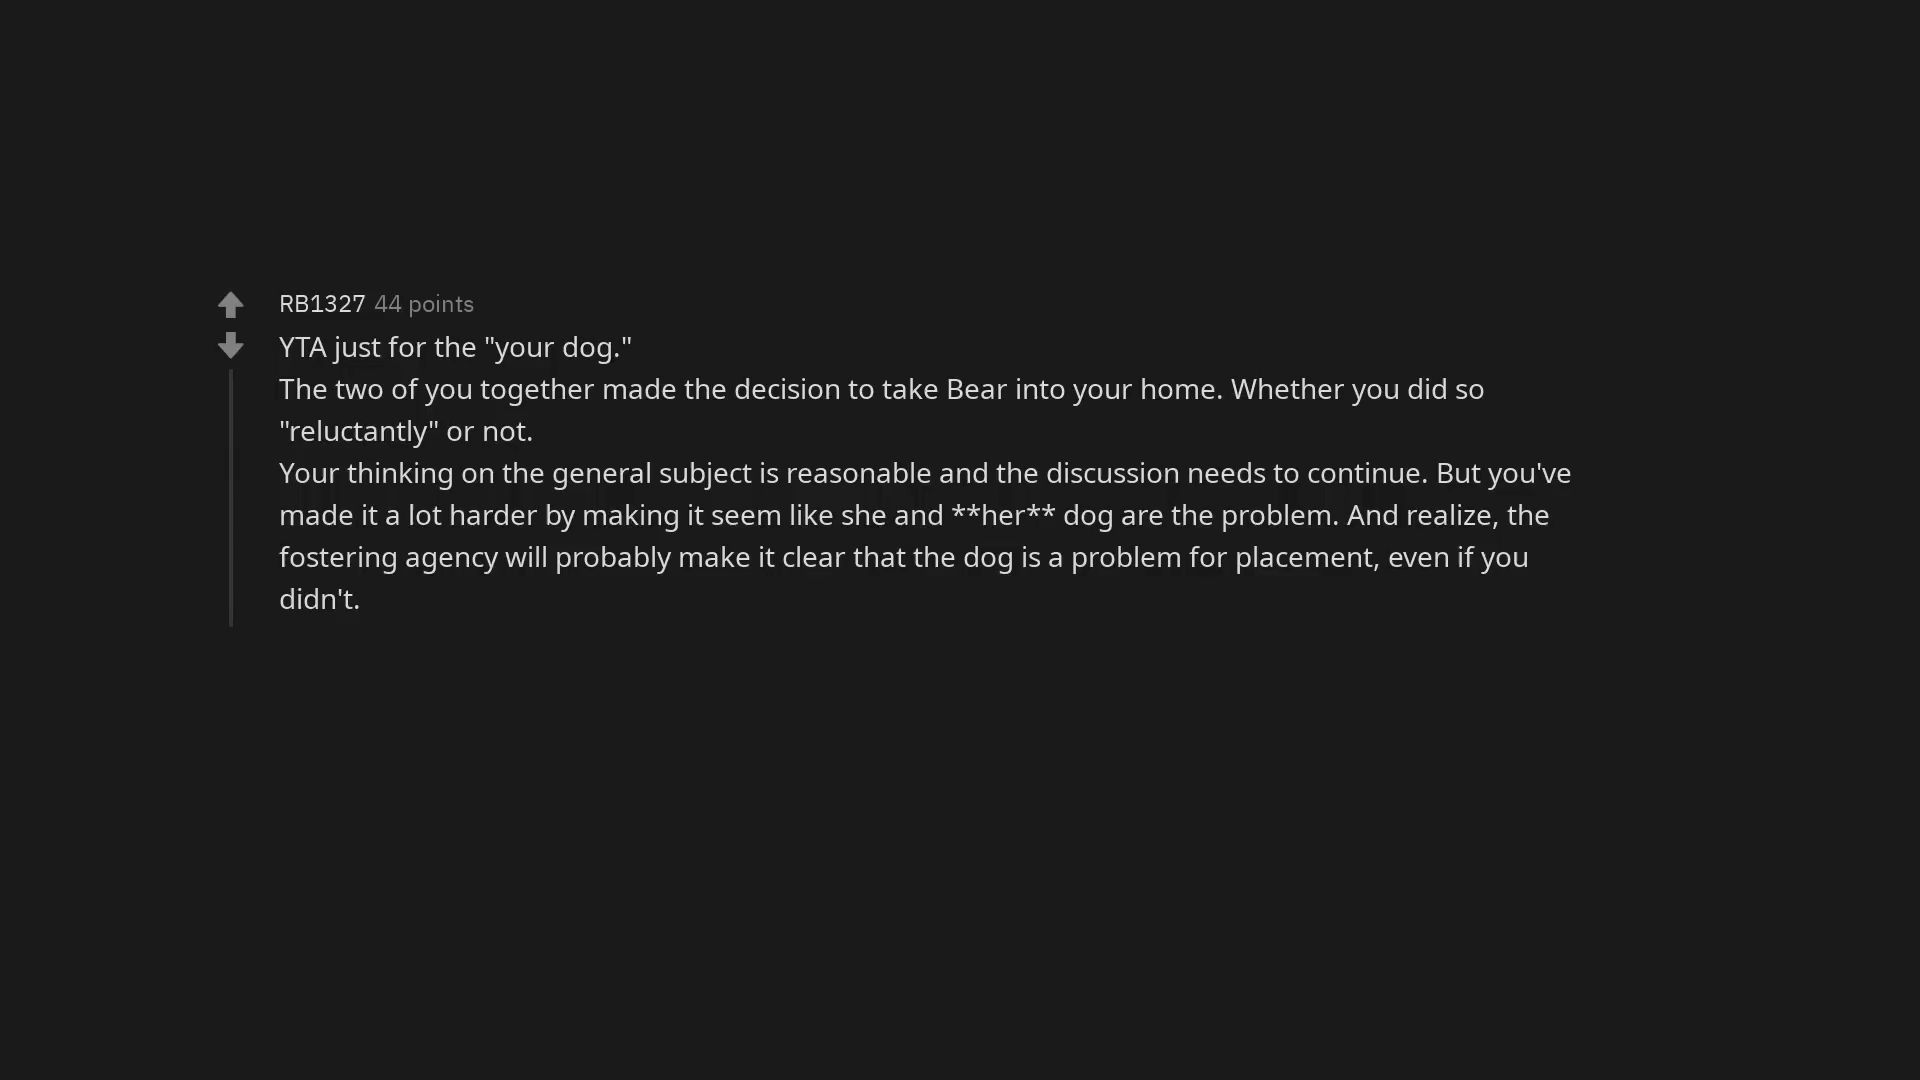 RB1327 44 points
YTA just for the "your dog."
The two of you together made the decision to take Bear into your home. Whether you did so
"reluctantly" or not.
Your thinking on the general subject is reasonable and the discussion needs to continue. But you've
made it a lot harder by making it seem like she and **her** dog are the problem. And realize, the
fostering agency will probably make it clear that the dog is a problem for placement, even if you
didn't.